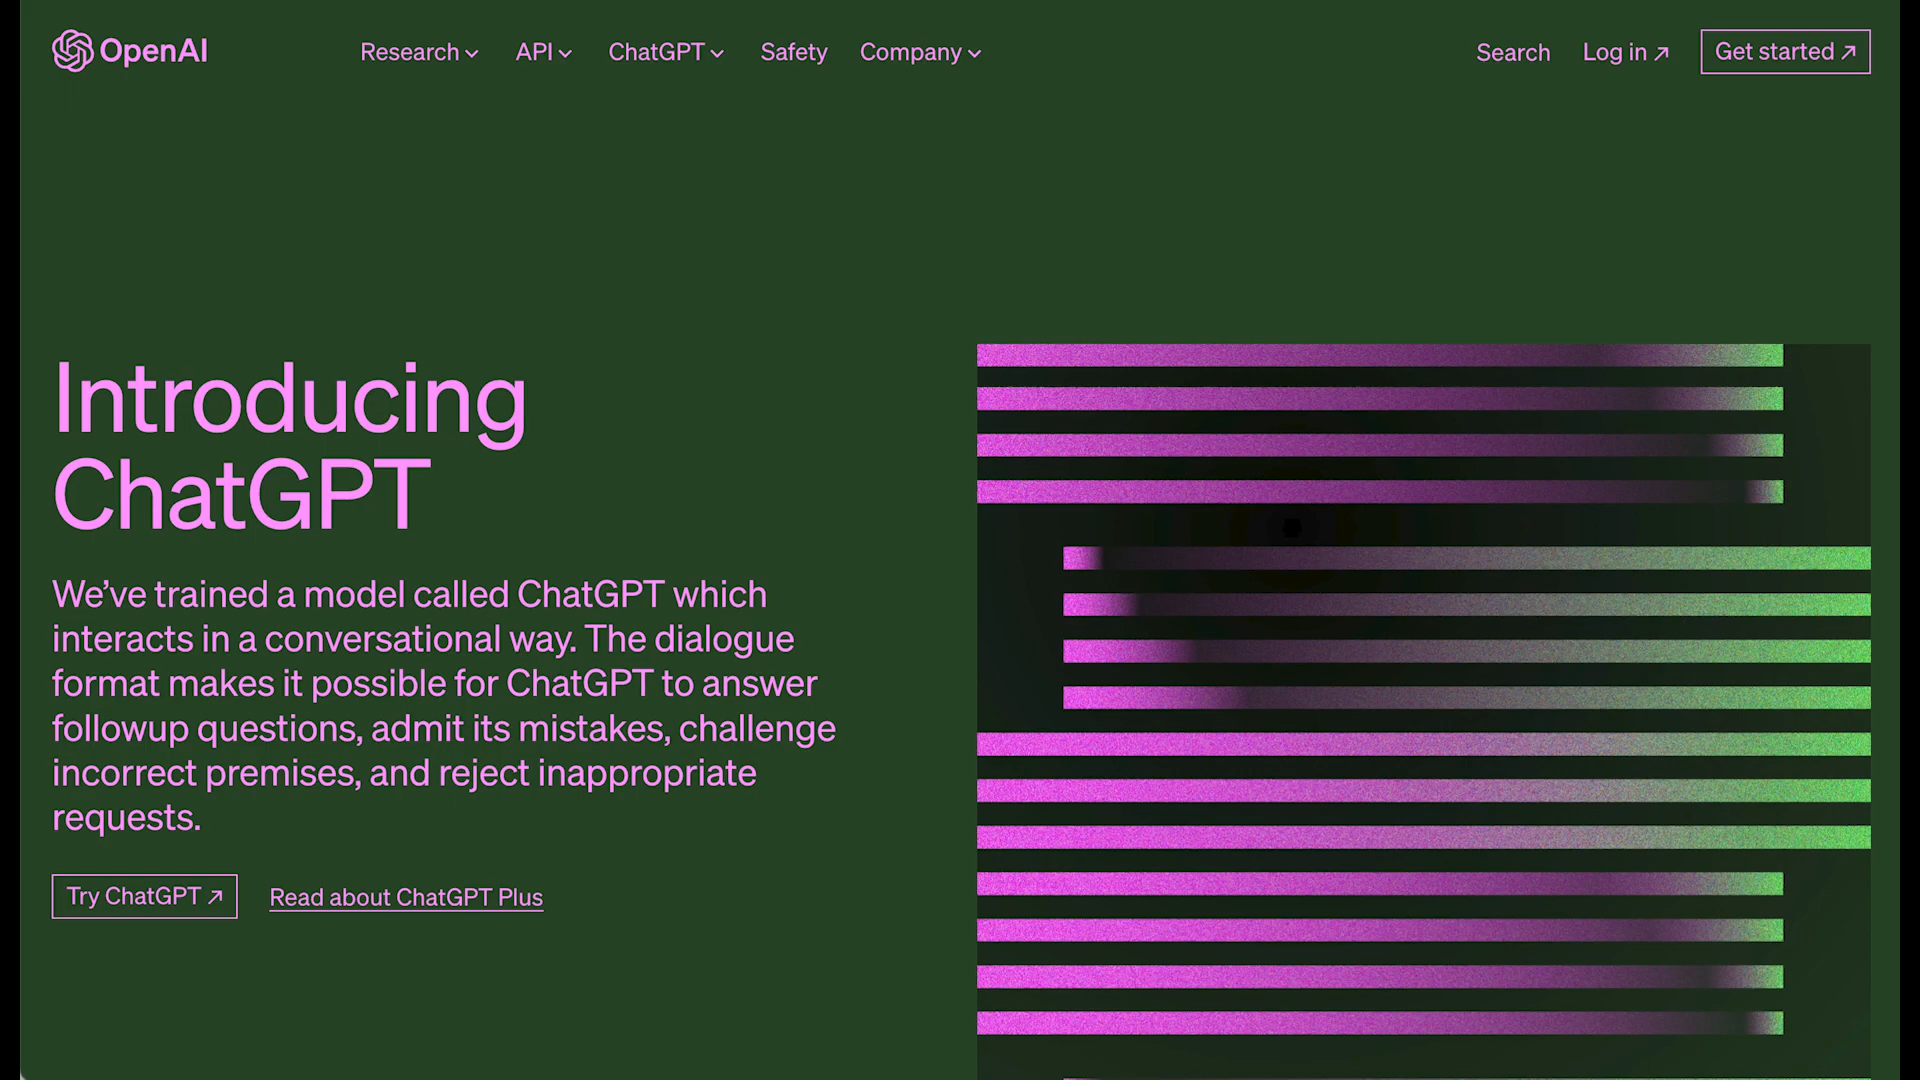 OpenAI
Research
API
ChatGPT
Safety
Company
Search
Log in ↗
Get started ↗
Introducing
ChatGPT
We’ve trained a model called ChatGPT which
interacts in a conversational way. The dialogue
format makes it possible for ChatGPT to answer
followup questions, admit its mistakes, challenge
incorrect premises, and reject inappropriate
requests.
Try ChatGPT ↗
Read about ChatGPT Plus